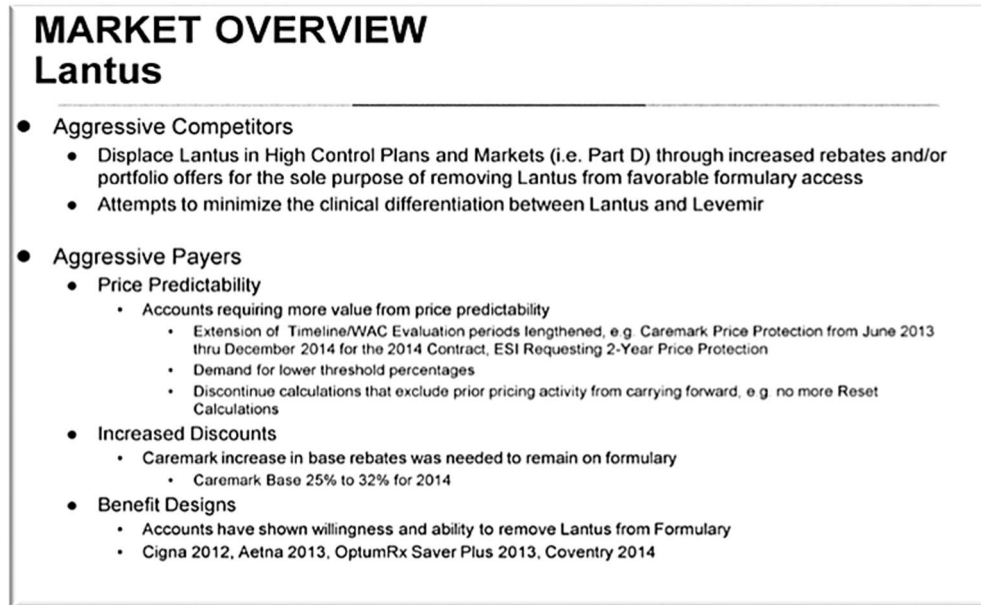 MARKET OVERVIEW
Lantus
● Aggressive Competitors
● Displace Lantus in High Control Plans and Markets (i.e. Part D) through increased rebates and/or
portfolio offers for the sole purpose of removing Lantus from favorable formulary access
● Attempts to minimize the clinical differentiation between Lantus and Levemir
● Aggressive Payers
● Price Predictability
• Accounts requiring more value from price predictability
• Extension of Timeline/WAC Evaluation periods lengthened, e.g. Caremark Price Protection from June 2013
thru December 2014 for the 2014 Contract, ESI Requesting 2-Year Price Protection
• Demand for lower threshold percentages
• Discontinue calculations that exclude prior pricing activity from carrying forward, e.g. no more Reset
Calculations
● Increased Discounts
• Caremark increase in base rebates was needed to remain on formulary
• Caremark Base 25% to 32% for 2014
● Benefit Designs
• Accounts have shown willingness and ability to remove Lantus from Formulary
• Cigna 2012, Aetna 2013, OptumRx Saver Plus 2013, Coventry 2014